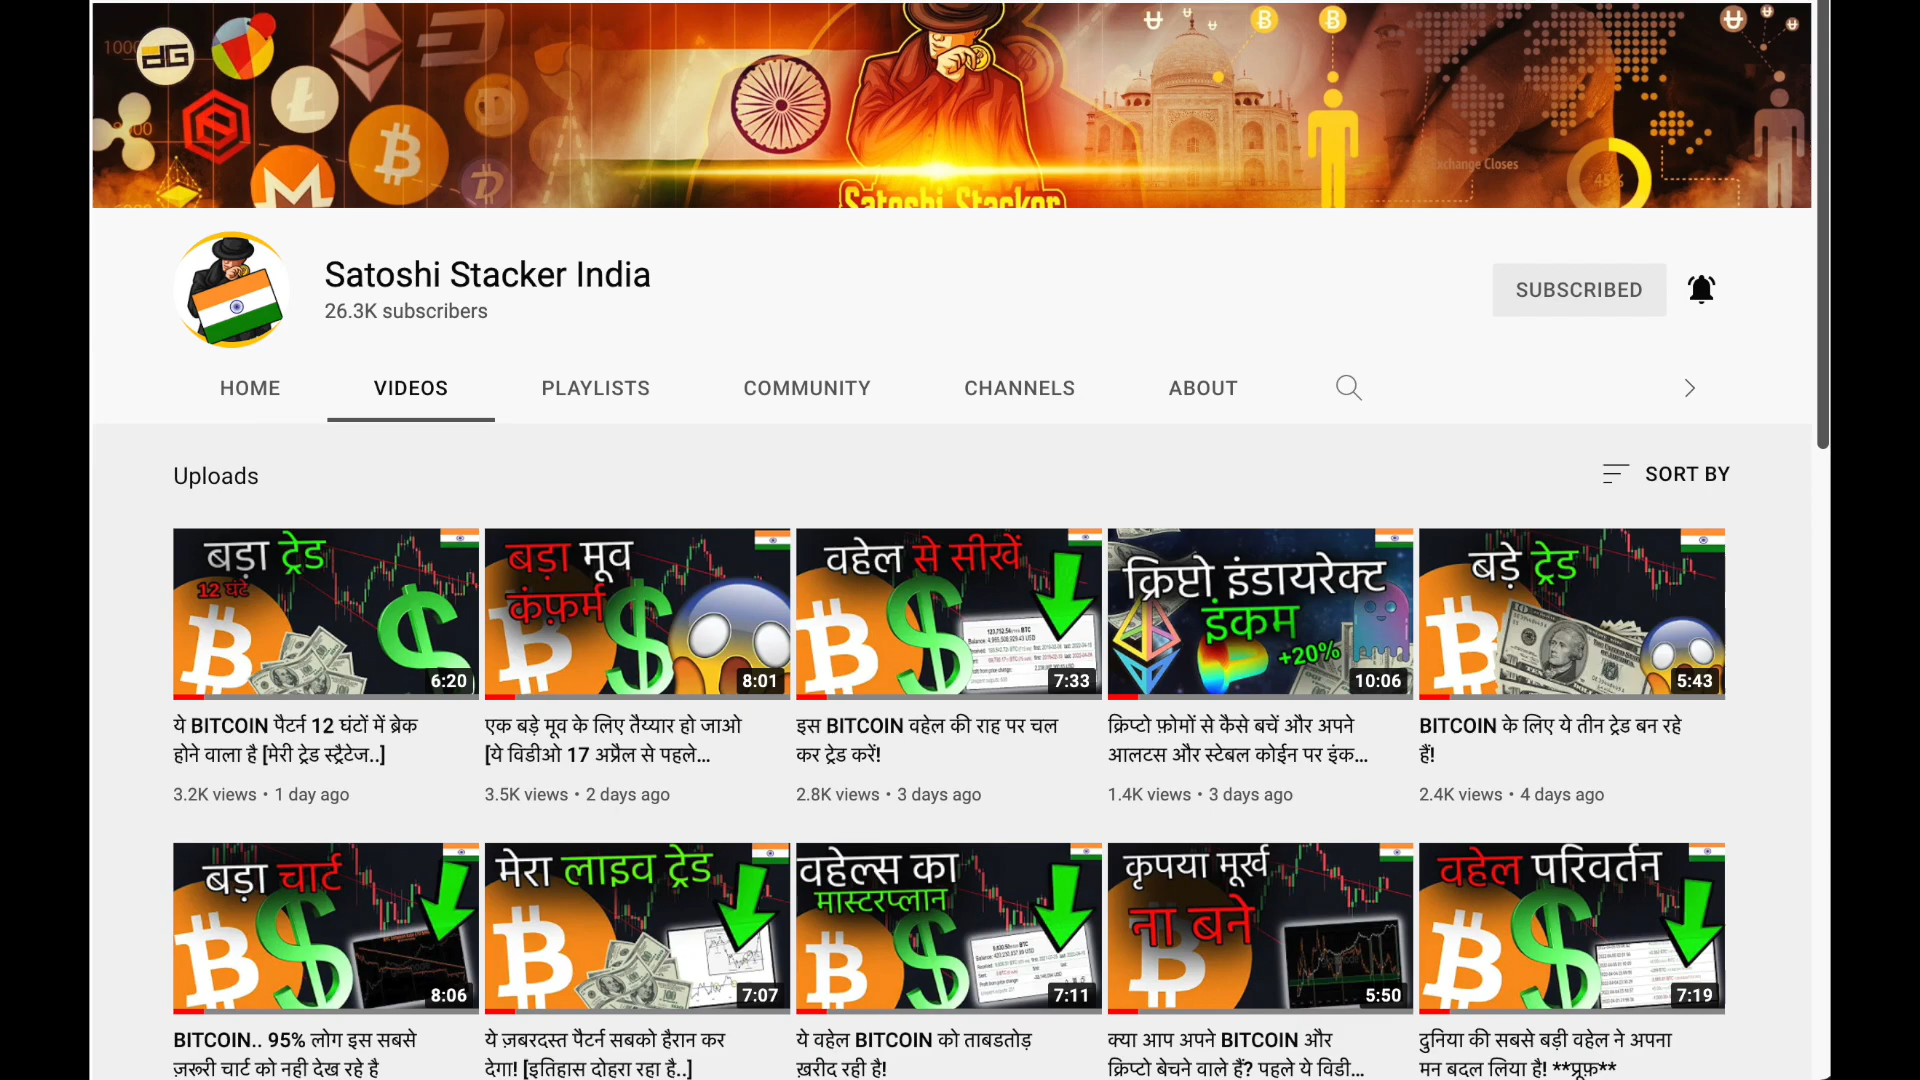 Exchange Closes
45%
Satoshi Stacker
Satoshi Stacker India
26.3K subscribers
SUBSCRIBED
HOME
VIDEOS
PLAYLISTS
COMMUNITY
CHANNELS
ABOUT
Uploads
SORT BY
बड़ा ट्रेड
12 घंटे
6:20
बड़ा मूव
कंफ़र्म
8:01
वहेल से सीखें
7:33
क्रिप्टो इंडायरेक्ट
इंकम
+20%
10:06
बड़े ट्रेड
5:43
ये BITCOIN पैटर्न 12 घंटों में ब्रेक
होने वाला है [मेरी ट्रेड स्ट्रैटेज..]
3.2K views • 1 day ago
एक बड़े मूव के लिए तैय्यार हो जाओ
[ये विडीओ 17 अप्रैल से पहले...
3.5K views • 2 days ago
इस BITCOIN वहेल की राह पर चल
कर ट्रेड करें!
2.8K views • 3 days ago
क्रिप्टो फ़ोमों से कैसे बचें और अपने
आलटस और स्टेबल कोईन पर इंक...
1.4K views • 3 days ago
BITCOIN के लिए ये तीन ट्रेड बन रहे
हैं!
2.4K views • 4 days ago
बड़ा चार्ट
8:06
मेरा लाइव ट्रेड
7:07
वहेल्स का
मास्टरप्लान
7:11
कृपया मूर्ख
ना बने
5:50
वहेल परिवर्तन
7:19
BITCOIN.. 95% लोग इस सबसे
ज़रूरी चार्ट को नही देख रहे है
ये ज़बरदस्त पैटर्न सबको हैरान कर
देगा! [इतिहास दोहरा रहा है..]
ये वहेल BITCOIN को ताबडतोड़
ख़रीद रही है!
क्या आप अपने BITCOIN और
क्रिप्टो बेचने वाले हैं? पहले ये विडी...
दुनिया की सबसे बड़ी वहेल ने अपना
मन बदल लिया है! **प्रूफ़**